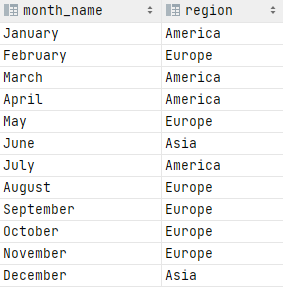 month_name region
January America
February Europe
March America
April America
May Europe
June Asia
July America
August Europe
September Europe
October Europe
November Europe
December Asia